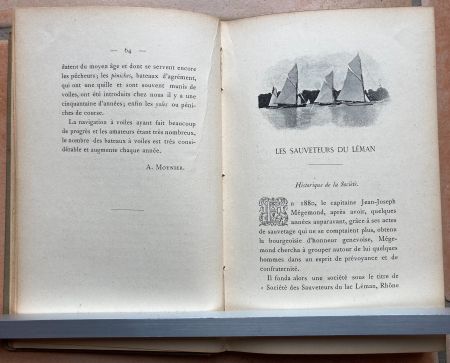 — 64 —
datent du moyen âge et dont se servent encore
les pêcheurs; les péniches, bateaux d'agrément,
qui ont une quille et sont souvent munis de
voiles, ont été introduits chez nous il y a une
cinquantaine d'années; enfin les yoles ou péni-
ches de course.
La navigation à voiles ayant fait beaucoup
de progrès et les amateurs étant très nombreux,
le nombre des bateaux à voiles est très consi-
dérable et augmente chaque année.
A. MOYNIER.
LES SAUVETEURS DU LÉMAN
Historique de la Société.
En 1880, le capitaine Jean-Joseph
Mégemond, après avoir, quelques
années auparavant, grâce à ses actes
de sauvetage qui ne se comptaient plus, obtenu
la bourgeoisie d'honneur genevoise, Mége-
mond chercha à grouper autour de lui quelques
hommes dans un esprit de prévoyance et de
confraternité.
Il fonda alors une société sous le titre de
« Société des Sauveteurs du lac Léman, Rhône